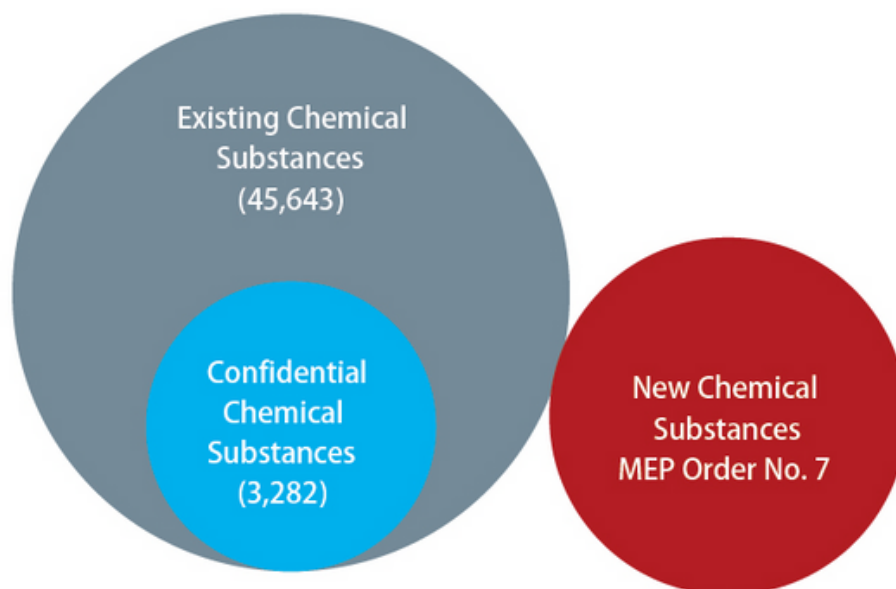 Existing Chemical
Substances
(45,643)
Confidential
Chemical
Substances
(3,282)
New Chemical
Substances
MEP Order No. 7